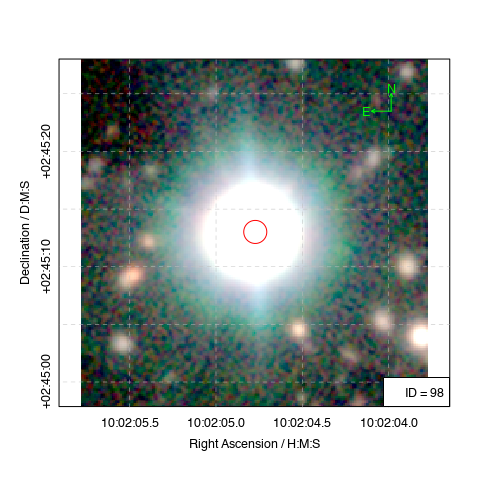 N
E
Declination / D:M:S
+02:45:20
+02:45:10
+02:45:00
ID = 98
10:02:05.5 10:02:05.0 10:02:04.5 10:02:04.0
Right Ascension / H:M:S